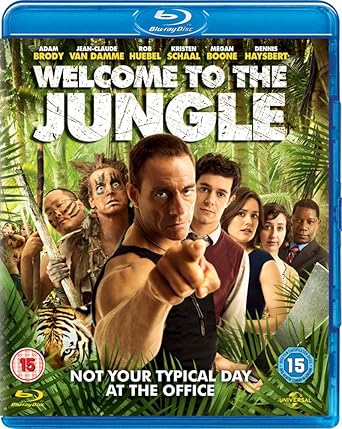 Blu-ray Disc
ADAM BRODY
JEAN-CLAUDE VAN DAMME
ROB HUEBEL
KRISTEN SCHAAL
MEGAN BOONE
DENNIS HAYSBERT
WELCOME TO THE
JUNGLE
NOT YOUR TYPICAL DAY
AT THE OFFICE
15
15
Blu-ray Disc
UNIVERSAL